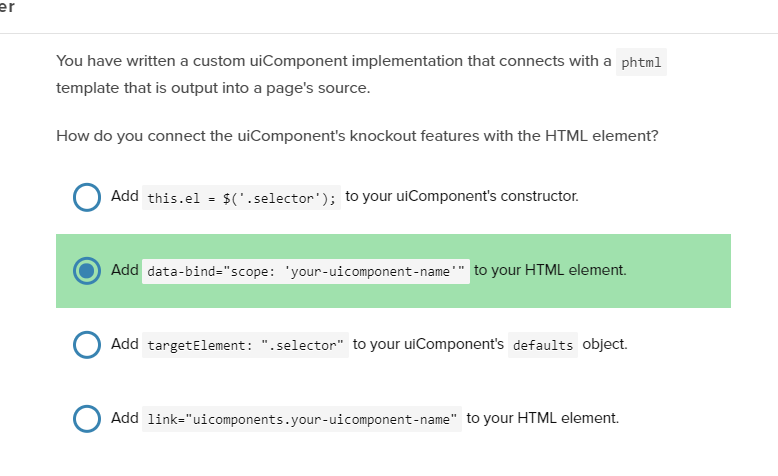 er
You have written a custom uiComponent implementation that connects with a phtml
template that is output into a page's source.
How do you connect the uiComponent's knockout features with the HTML element?
Add this.el = $('.selector'); to your uiComponent's constructor.
Add data-bind="scope: 'your-uicomponent-name'" to your HTML element.
Add targetElement: ".selector" to your uiComponent's defaults object.
Add link="uicomponents.your-uicomponent-name" to your HTML element.